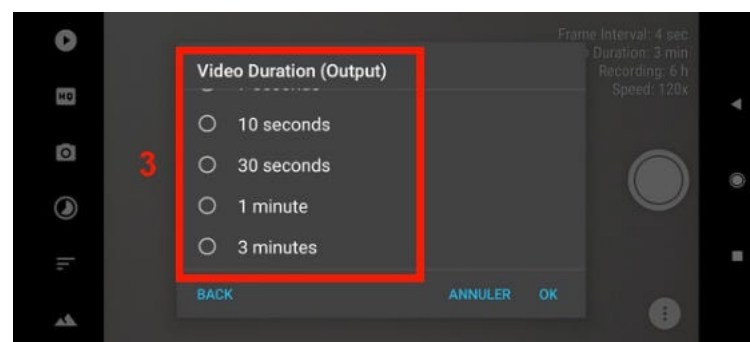 Frame Interval: 4 sec
Duration: 3 min
Recording: 6 h
Speed: 120x
HQ
Video Duration (Output)
10 seconds
3
30 seconds
1 minute
3 minutes
BACK
ANNULER
OK